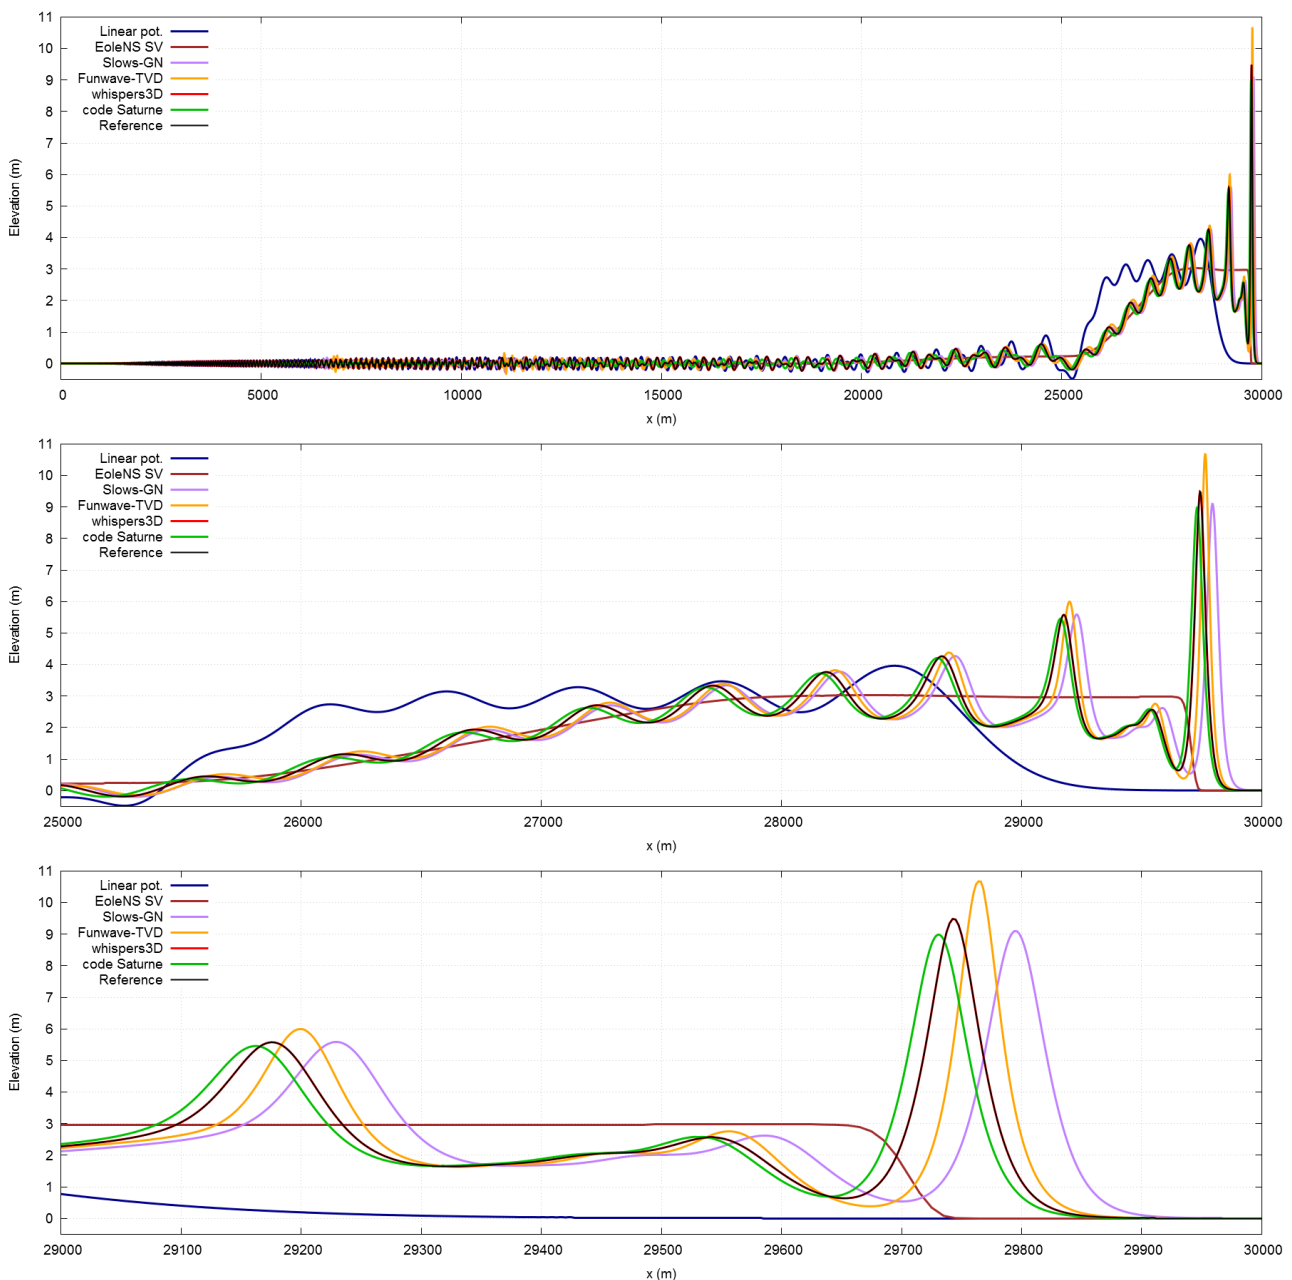 11
10
9
8
7
6
5
4
3
2
1
0
Elevation (m)
Linear pot.
EoleNS SV
Slows-GN
Funwave-TVD
whispers3D
code Saturne
Reference
0 5000 10000 15000 20000 25000 30000
x (m)
11
10
9
8
7
6
5
4
3
2
1
0
Elevation (m)
Linear pot.
EoleNS SV
Slows-GN
Funwave-TVD
whispers3D
code Saturne
Reference
25000 26000 27000 28000 29000 30000
x (m)
11
10
9
8
7
6
5
4
3
2
1
0
Elevation (m)
Linear pot.
EoleNS SV
Slows-GN
Funwave-TVD
whispers3D
code Saturne
Reference
29000 29100 29200 29300 29400 29500 29600 29700 29800 29900 30000
x (m)